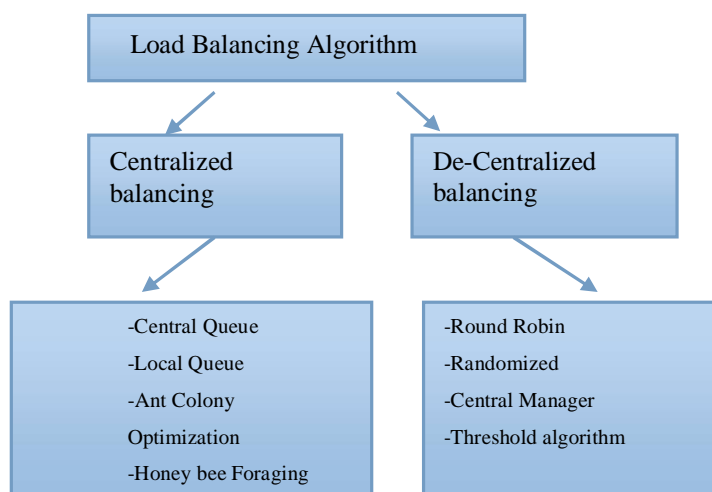 Load Balancing Algorithm
Centralized
balancing
De-Centralized
balancing
-Central Queue
-Local Queue
-Ant Colony
Optimization
-Honey bee Foraging
-Round Robin
-Randomized
-Central Manager
-Threshold algorithm